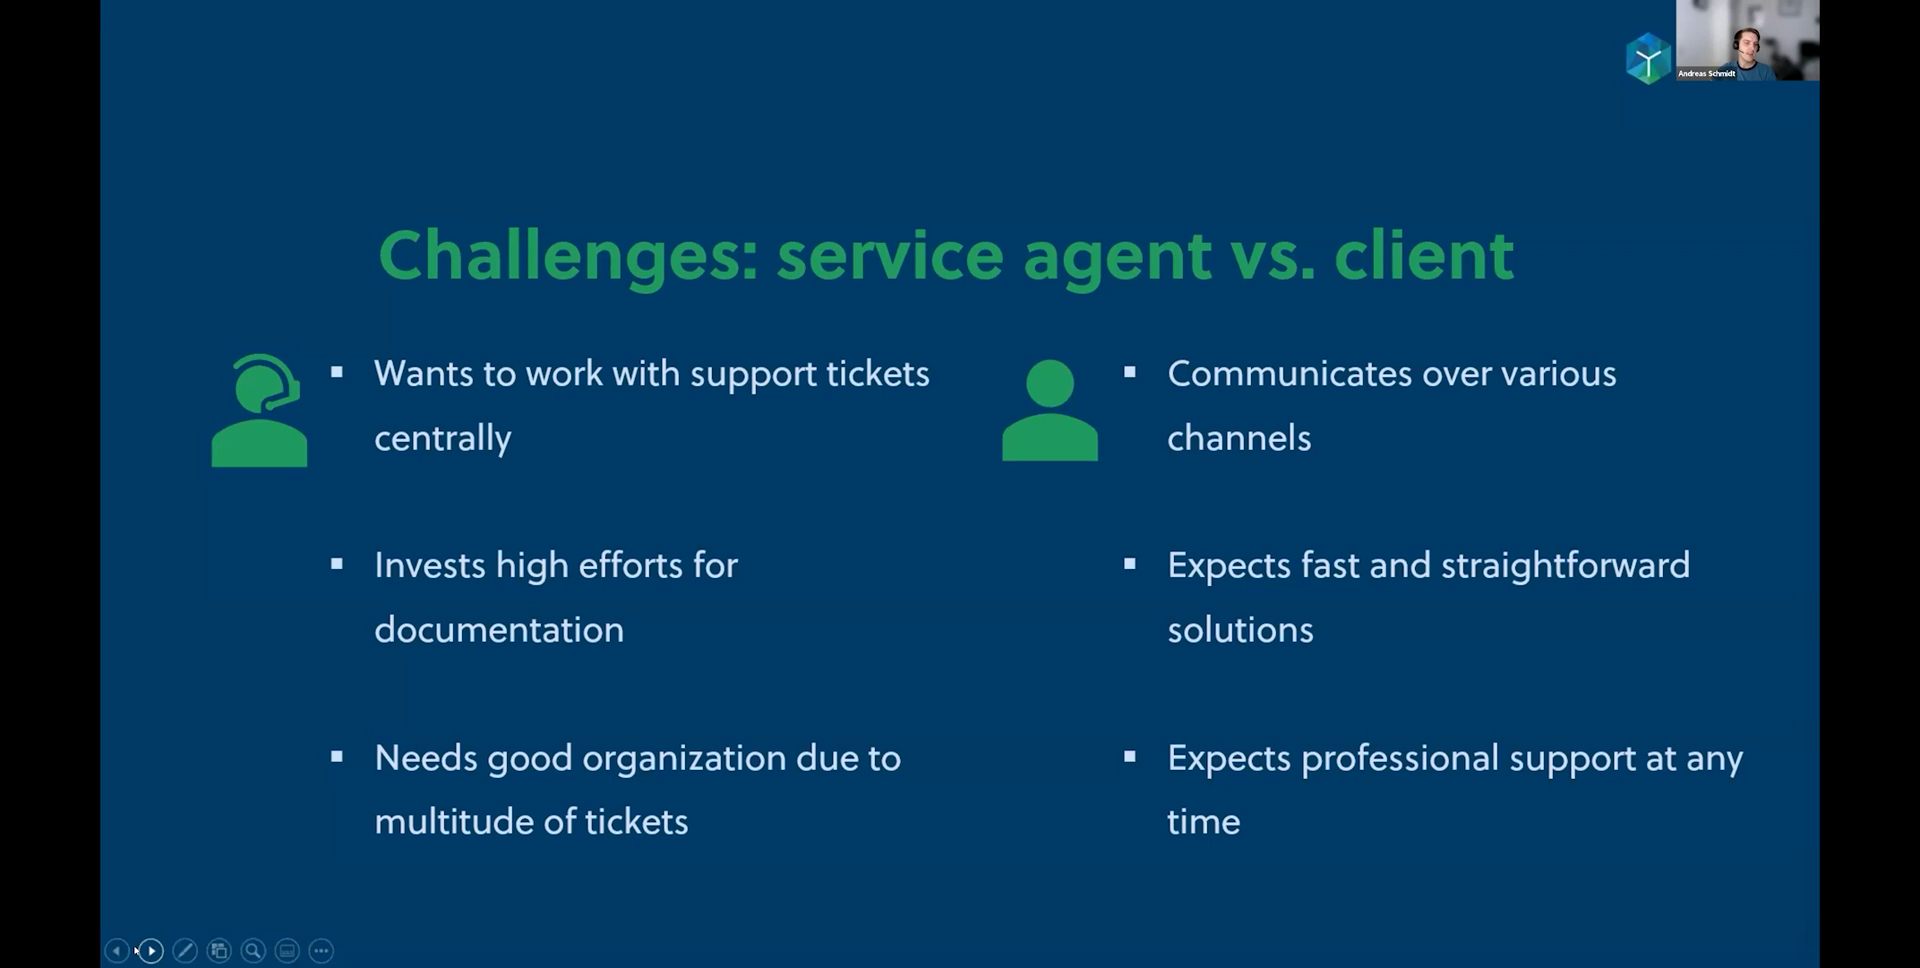 Andreas Schmidt
Challenges: service agent vs. client
Wants to work with support tickets
centrally
Invests high efforts for
documentation
Needs good organization due to
multitude of tickets
Communicates over various
channels
Expects fast and straightforward
solutions
Expects professional support at any
time